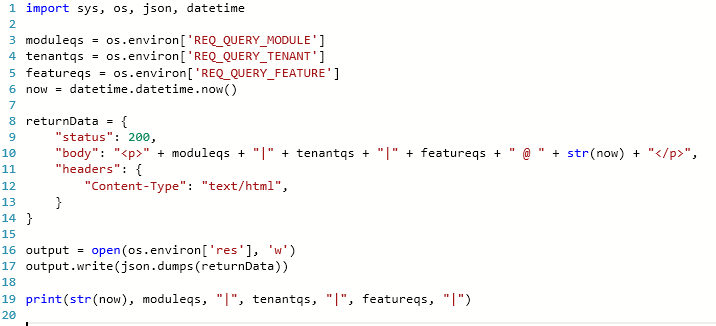 1 import sys, os, json, datetime
2
3 moduleqs = os.environ['REQ_QUERY_MODULE']
4 tenantqs = os.environ['REQ_QUERY_TENANT']
5 featureqs = os.environ['REQ_QUERY_FEATURE']
6 now = datetime.datetime.now()
7
8 returnData = {
9     "status": 200,
10     "body": "<p>" + moduleqs + "|" + tenantqs + "|" + featureqs + " @ " + str(now) + "</p>",
11     "headers": {
12         "Content-Type": "text/html",
13     }
14 }
15
16 output = open(os.environ['res'], 'w')
17 output.write(json.dumps(returnData))
18
19 print(str(now), moduleqs, "|", tenantqs, "|", featureqs, "|")
20